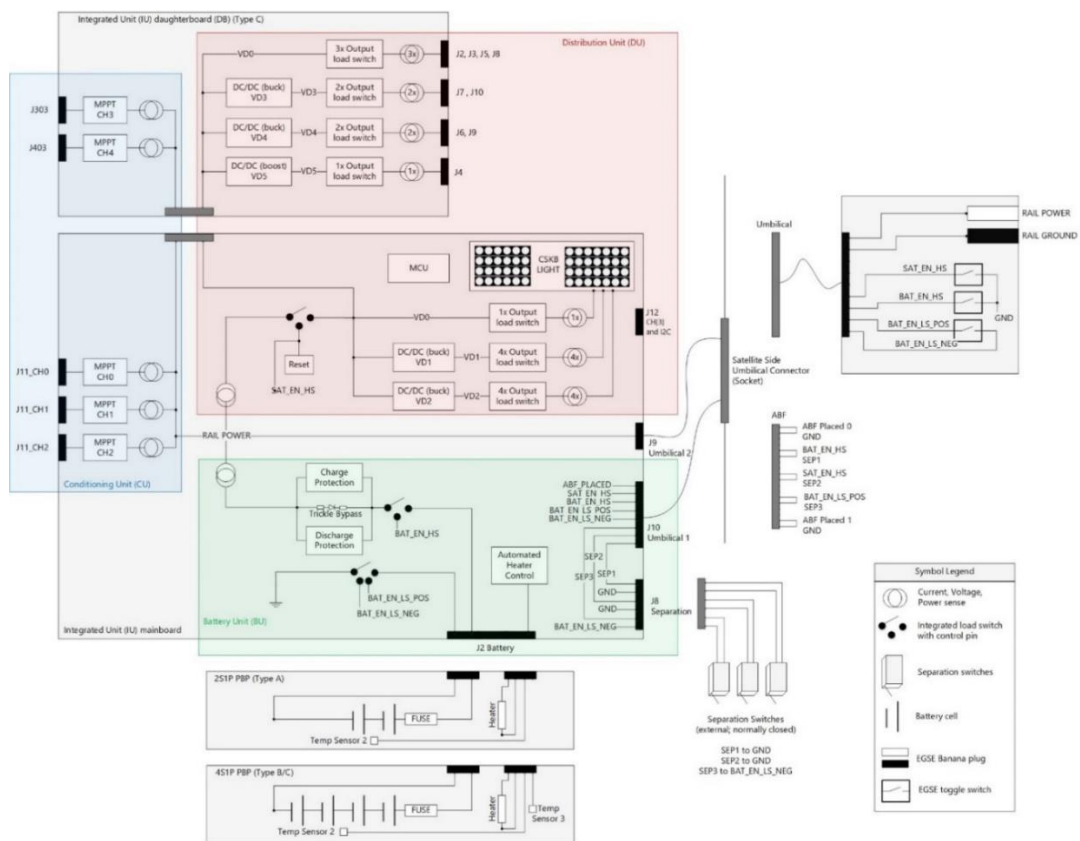 Integrated Unit (IU) daughterboard (DB) (Type C)
Distribution Unit (DU)
VD0
3x Output
load switch
3x
J2, J3, J5, J8
DC/DC (buck)
VD3
VD3
2x Output
load switch
2x
J7 , J10
DC/DC (buck)
VD4
VD4
2x Output
load switch
2x
J6, J9
DC/DC (boost)
VD5
VD5
1x Output
load switch
1x
J4
J303
MPPT
CH3
J403
MPPT
CH4
MCU
CSKB
LIGHT
VD0
1x Output
load switch
1x
J12
CH[3]
and I2C
DC/DC (buck)
VD1
VD1
4x Output
load switch
4x
DC/DC (buck)
VD2
VD2
4x Output
load switch
4x
Reset
SAT_EN_HS
J11_CH0
MPPT
CH0
J11_CH1
MPPT
CH1
J11_CH2
MPPT
CH2
Conditioning Unit (CU)
RAIL POWER
J9
Umbilical 2
Charge
Protection
Trickle Bypass
Discharge
Protection
BAT_EN_HS
BAT_EN_LS_POS
BAT_EN_LS_NEG
Automated
Heater
Control
ABF_PLACED
SAT_EN_HS
BAT_EN_HS
BAT_EN_LS_POS
BAT_EN_LS_NEG
J10
Umbilical 1
SEP2
SEP3
SEP1
GND
GND
BAT_EN_LS_NEG
J8
Separation
Integrated Unit (IU) mainboard
Battery Unit (BU)
J2 Battery
Umbilical
Satellite Side
Umbilical Connector
(Socket)
RAIL POWER
RAIL GROUND
SAT_EN_HS
BAT_EN_HS
GND
BAT_EN_LS_POS
BAT_EN_LS_NEG
ABF
ABF Placed 0
GND
BAT_EN_HS
SEP1
SAT_EN_HS
SEP2
BAT_EN_LS_POS
SEP3
ABF Placed 1
GND
Separation Switches
(external; normally closed)
SEP1 to GND
SEP2 to GND
SEP3 to BAT_EN_LS_NEG
Symbol Legend
Current, Voltage,
Power sense
Integrated load switch
with control pin
Separation switches
Battery cell
EGSE Banana plug
EGSE toggle switch
2S1P PBP (Type A)
FUSE
Heater
Temp Sensor 2
4S1P PBP (Type B/C)
FUSE
Heater
Temp
Sensor 3
Temp Sensor 2